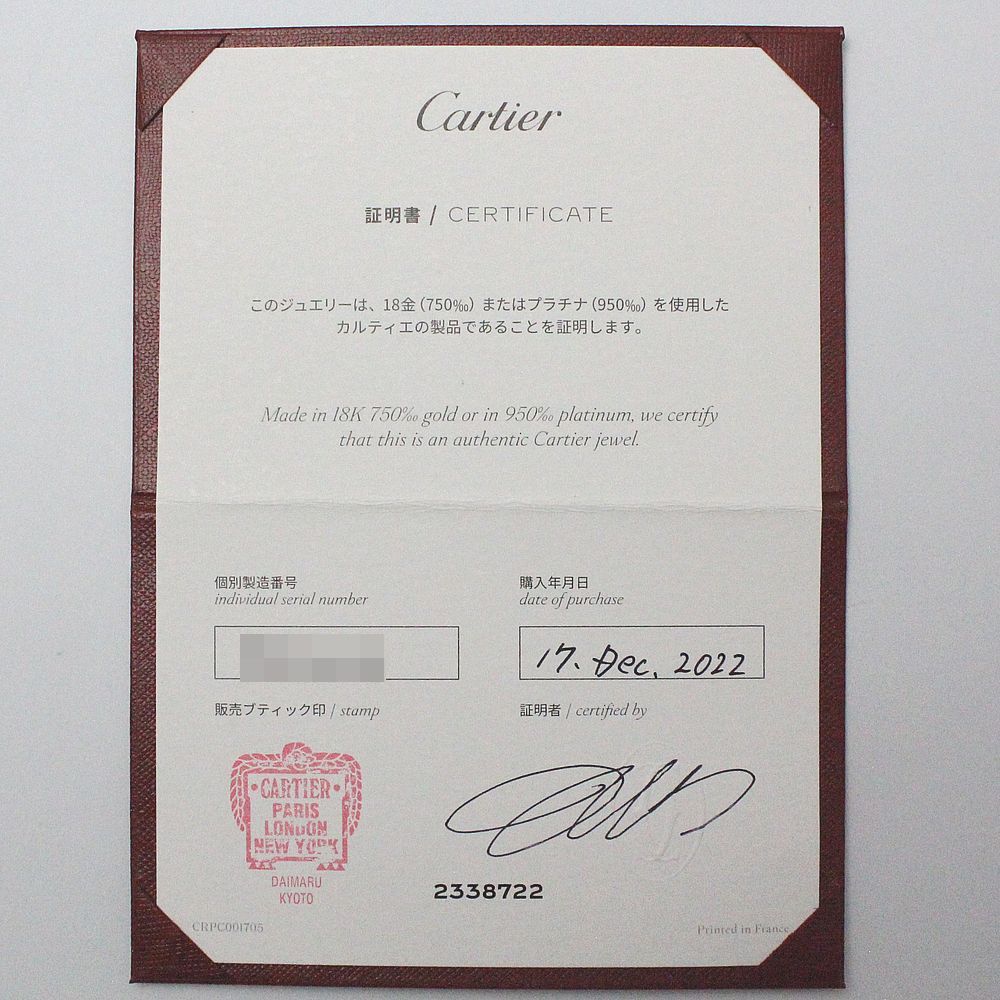 Cartier
証明書 / CERTIFICATE
このジュエリーは、18金（750‰）またはプラチナ（950‰）を使用した
カルティエの製品であることを証明します。
Made in 18K 750‰ gold or in 950‰ platinum, we certify
that this is an authentic Cartier jewel.
個別製造番号
individual serial number
購入年月日
date of purchase
17. Dec. 2022
販売ブティック印 / stamp
証明者 / certified by
CARTIER
PARIS
LONDON
NEW YORK
DAIMARU
KYOTO
2338722
CRPC001705
Printed in France